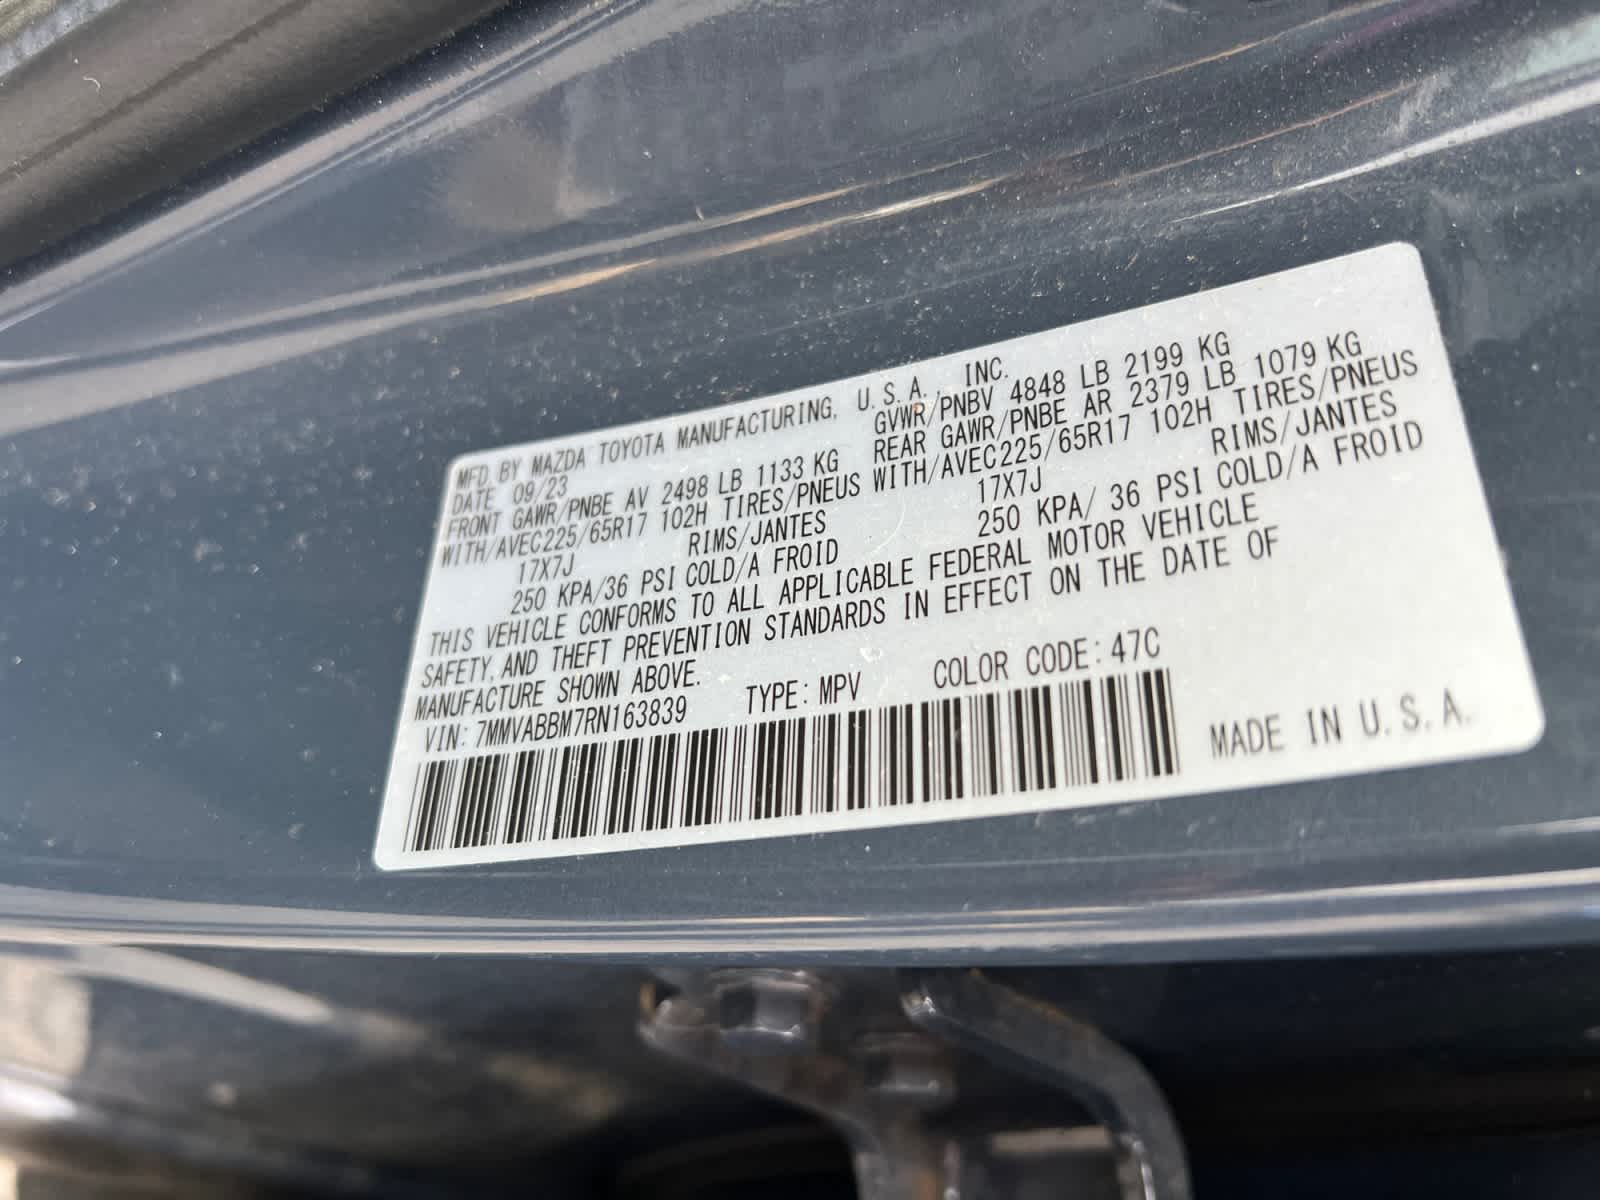 MFD. BY MAZDA TOYOTA MANUFACTURING, U.S.A., INC.
DATE 09/23 GVWR/PNBV 4848 LB 2199 KG
FRONT GAWR/PNBE AV 2498 LB 1133 KG REAR GAWR/PNBE AR 2379 LB 1079 KG
WITH/AVEC225/65R17 102H TIRES/PNEUS WITH/AVEC225/65R17 102H TIRES/PNEUS
17X7J RIMS/JANTES 17X7J RIMS/JANTES
250 KPA/36 PSI COLD/A FROID 250 KPA/ 36 PSI COLD/A FROID
THIS VEHICLE CONFORMS TO ALL APPLICABLE FEDERAL MOTOR VEHICLE
SAFETY, AND THEFT PREVENTION STANDARDS IN EFFECT ON THE DATE OF
MANUFACTURE SHOWN ABOVE.
VIN: 7MMVABBM7RN163839 TYPE: MPV COLOR CODE: 47C
MADE IN U.S.A.